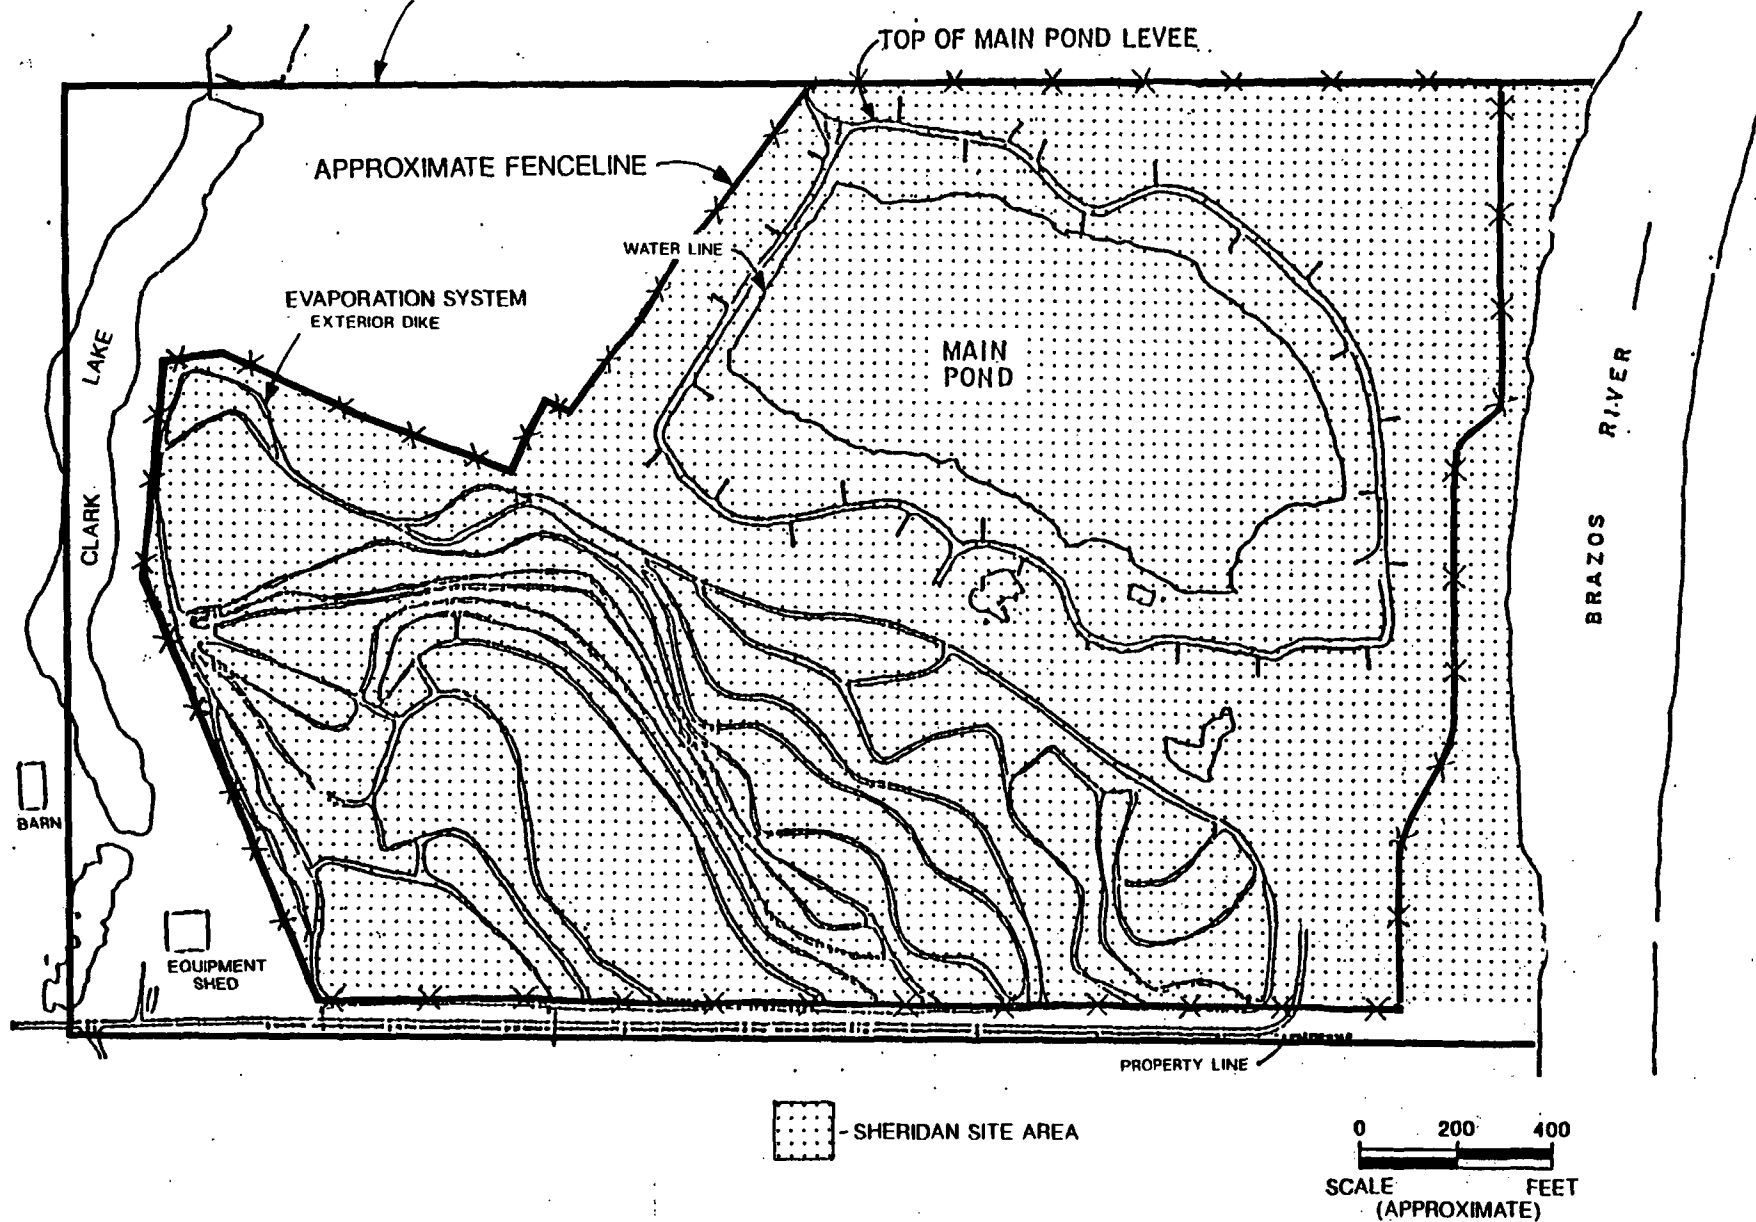 TOP OF MAIN POND LEVEE
APPROXIMATE FENCELINE
WATER LINE
EVAPORATION SYSTEM
EXTERIOR DIKE
MAIN
POND
LAKE
CLARK
BRAZOS RIVER
BARN
EQUIPMENT
SHED
PROPERTY LINE
- SHERIDAN SITE AREA
0 200 400
SCALE FEET
(APPROXIMATE)